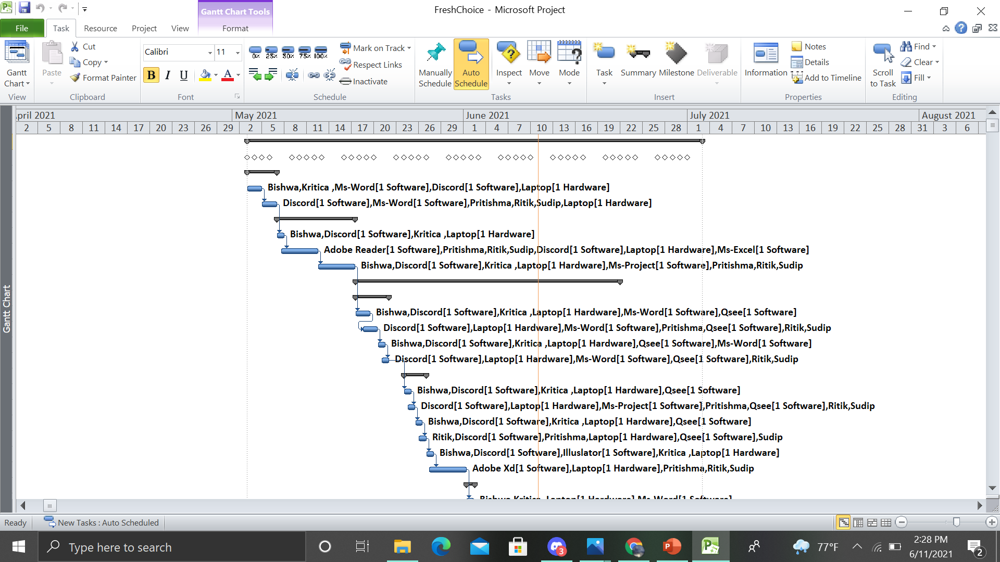 FreshChoice - Microsoft Project
Gantt Chart Tools
File Task Resource Project View Format
Gantt Chart
View
Paste
Cut
Copy
Format Painter
Clipboard
Calibri 11
B I U A
Font
0x 25x 50x 75x 100x
Mark on Track
Respect Links
Inactivate
Schedule
Manually Schedule
Auto Schedule
Inspect
Move
Mode
Tasks
Task
Summary
Milestone
Deliverable
Insert
Information
Notes
Details
Add to Timeline
Properties
Scroll to Task
Find
Clear
Fill
Editing
pril 2021 May 2021 June 2021 July 2021 August 2021
2 5 8 11 14 17 20 23 26 29 2 5 8 11 14 17 20 23 26 29 1 4 7 10 13 16 19 22 25 28 1 4 7 10 13 16 19 22 25 28 31 3 6
Gantt Chart
Bishwa,Kritica ,Ms-Word[1 Software],Discord[1 Software],Laptop[1 Hardware]
Discord[1 Software],Ms-Word[1 Software],Pritishma,Ritik,Sudip,Laptop[1 Hardware]
Bishwa,Discord[1 Software],Kritica ,Laptop[1 Hardware]
Adobe Reader[1 Software],Pritishma,Ritik,Sudip,Discord[1 Software],Laptop[1 Hardware],Ms-Excel[1 Software]
Bishwa,Discord[1 Software],Kritica ,Laptop[1 Hardware],Ms-Project[1 Software],Pritishma,Ritik,Sudip
Bishwa,Discord[1 Software],Kritica ,Laptop[1 Hardware],Ms-Word[1 Software],Qsee[1 Software]
Discord[1 Software],Laptop[1 Hardware],Ms-Word[1 Software],Pritishma,Qsee[1 Software],Ritik,Sudip
Bishwa,Discord[1 Software],Kritica ,Laptop[1 Hardware],Qsee[1 Software],Ms-Word[1 Software]
Discord[1 Software],Laptop[1 Hardware],Ms-Word[1 Software],Qsee[1 Software],Ritik,Sudip
Bishwa,Discord[1 Software],Kritica ,Laptop[1 Hardware],Qsee[1 Software]
Discord[1 Software],Laptop[1 Hardware],Ms-Project[1 Software],Pritishma,Qsee[1 Software],Ritik,Sudip
Bishwa,Discord[1 Software],Kritica ,Laptop[1 Hardware],Qsee[1 Software]
Ritik,Discord[1 Software],Pritishma,Laptop[1 Hardware],Qsee[1 Software],Sudip
Bishwa,Discord[1 Software],Illuslator[1 Software],Kritica ,Laptop[1 Hardware]
Adobe Xd[1 Software],Laptop[1 Hardware],Pritishma,Ritik,Sudip
Bishwa,Kritica ,Laptop[1 Hardware],Ms-Word[1 Software]
Ready New Tasks : Auto Scheduled
Type here to search
3
77°F
2:28 PM
6/11/2021
2